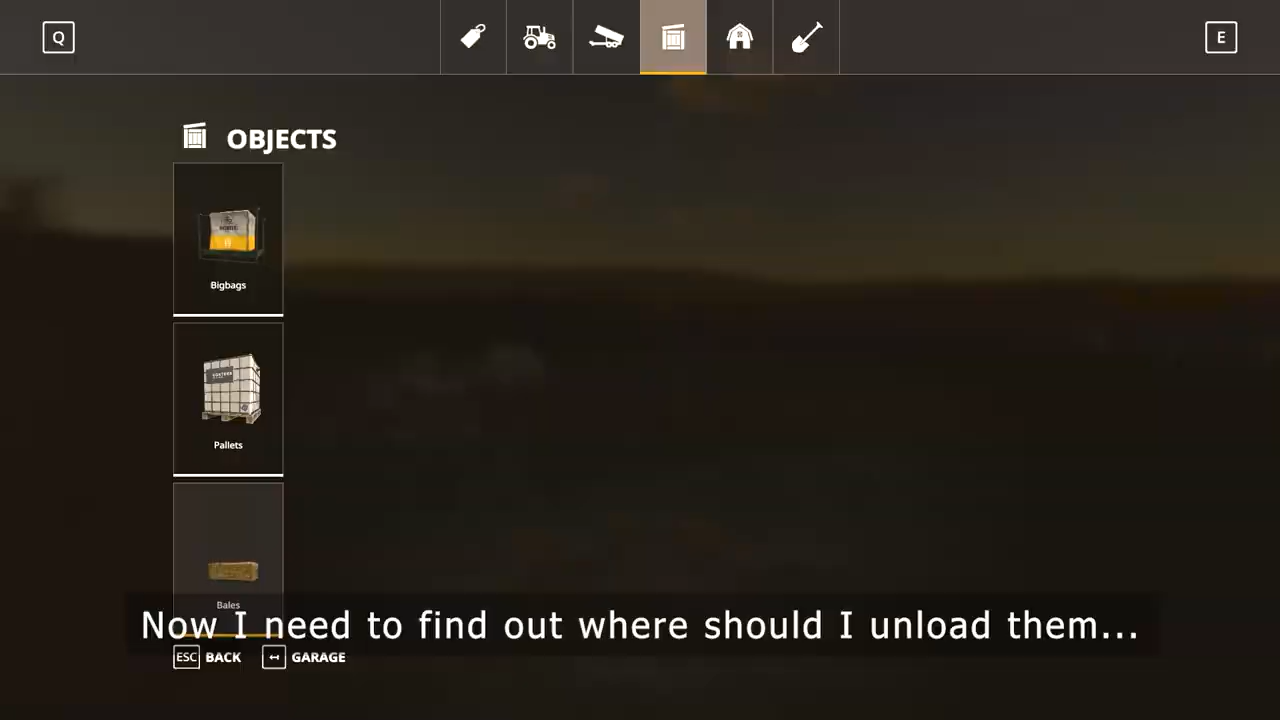 Q
E
OBJECTS
Bigbags
Pallets
Bales
Now I need to find out where should I unload them...
ESC BACK
↔ GARAGE